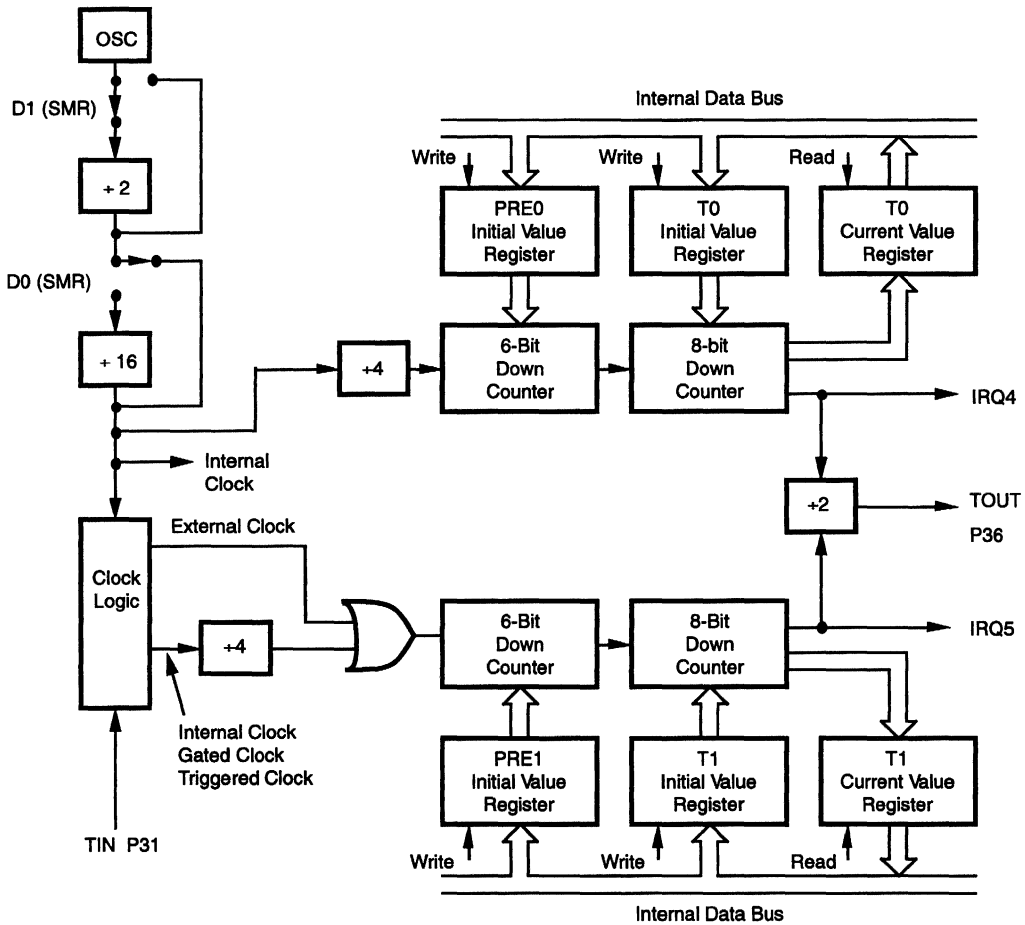 OSC
D1 (SMR)
÷ 2
D0 (SMR)
÷ 16
Internal Data Bus
Write
Write
Read
PRE0
Initial Value
Register
T0
Initial Value
Register
T0
Current Value
Register
÷4
6-Bit
Down
Counter
8-bit
Down
Counter
IRQ4
Internal
Clock
÷2
TOUT
P36
External Clock
Clock
Logic
÷4
6-Bit
Down
Counter
8-Bit
Down
Counter
IRQ5
Internal Clock
Gated Clock
Triggered Clock
PRE1
Initial Value
Register
T1
Initial Value
Register
T1
Current Value
Register
TIN P31
Write
Write
Read
Internal Data Bus